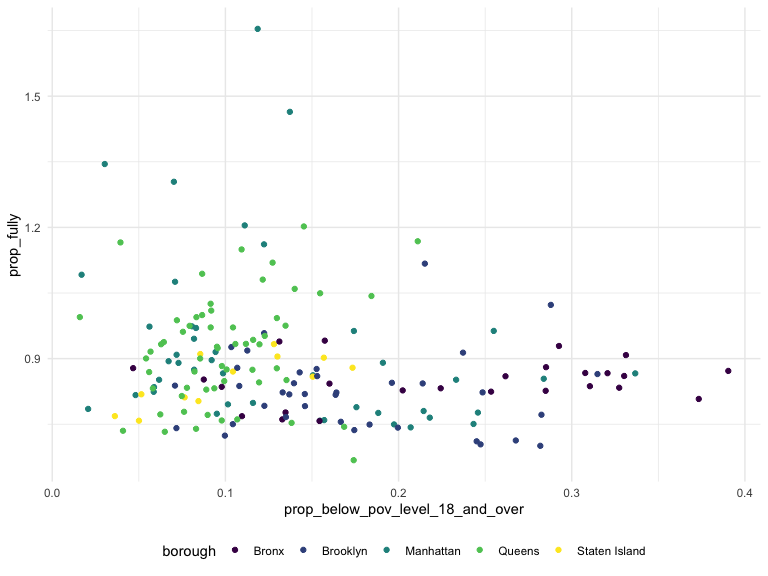 1.5
1.2
0.9
prop_fully
0.0
0.1
0.2
0.3
0.4
prop_below_pov_level_18_and_over
borough Bronx Brooklyn Manhattan Queens Staten Island